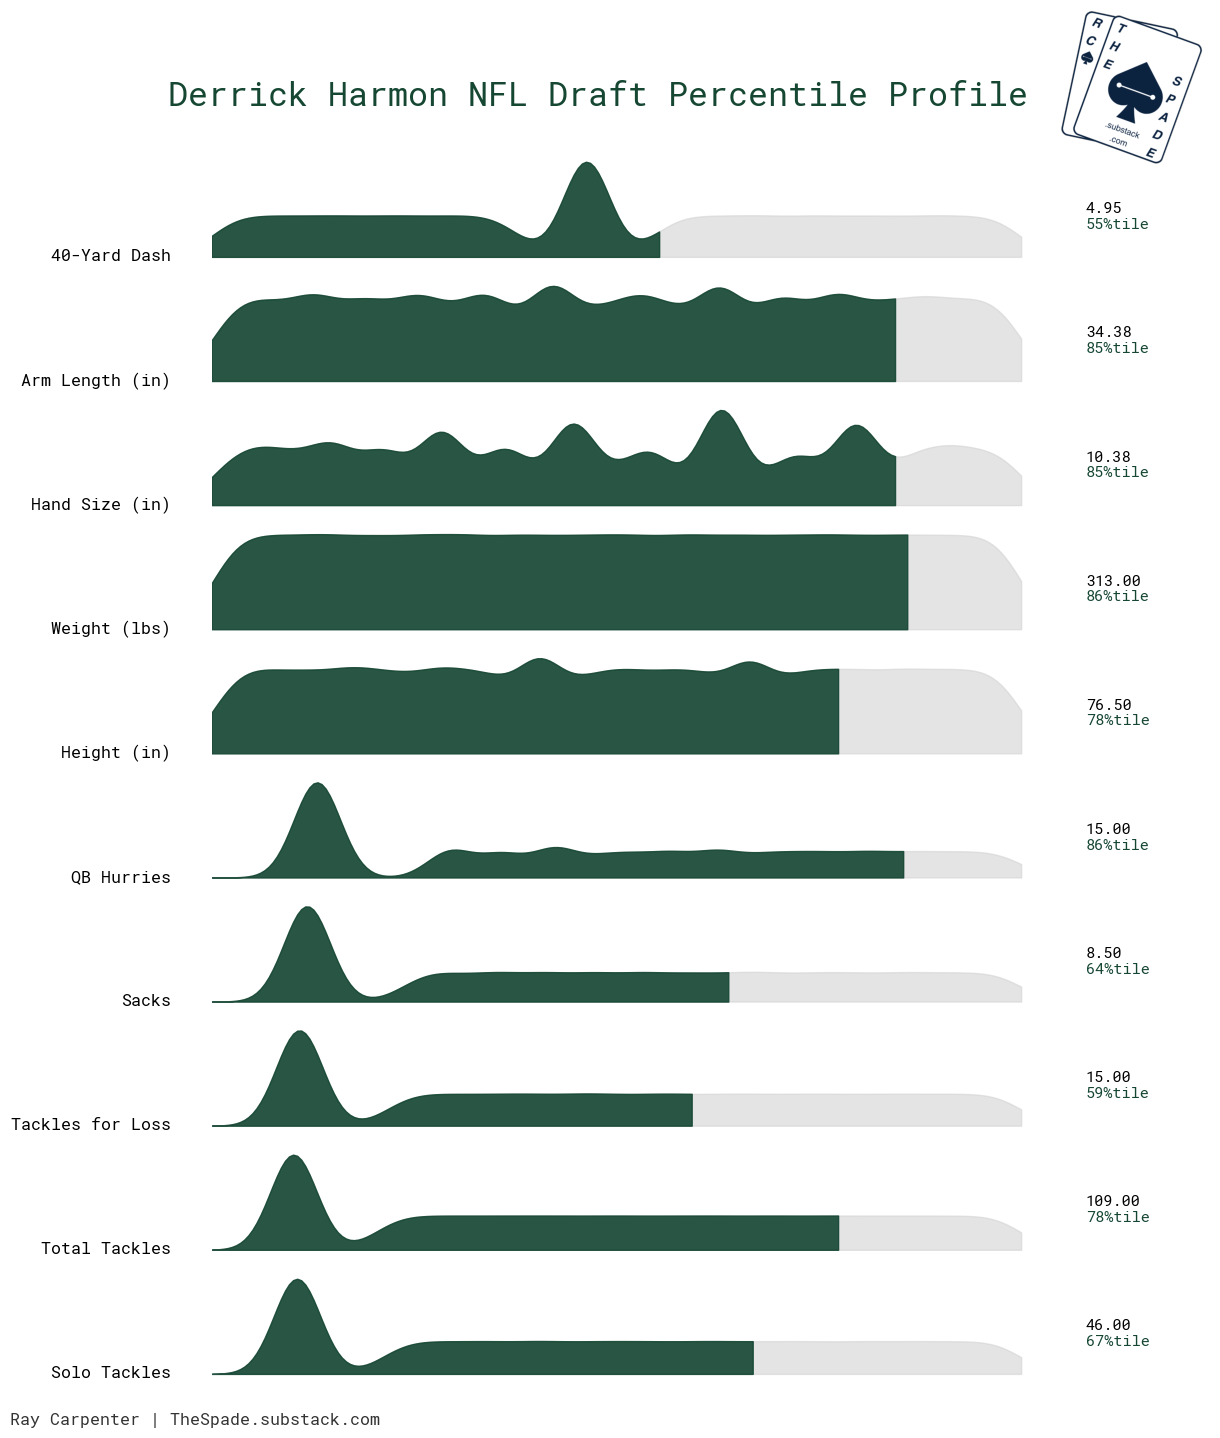 R
C
T
H
E
S
P
A
D
E
.substack
.com
Derrick Harmon NFL Draft Percentile Profile
40-Yard Dash
4.95
55%tile
Arm Length (in)
34.38
85%tile
Hand Size (in)
10.38
85%tile
Weight (lbs)
313.00
86%tile
Height (in)
76.50
78%tile
QB Hurries
15.00
86%tile
Sacks
8.50
64%tile
Tackles for Loss
15.00
59%tile
Total Tackles
109.00
78%tile
Solo Tackles
46.00
67%tile
Ray Carpenter | TheSpade.substack.com